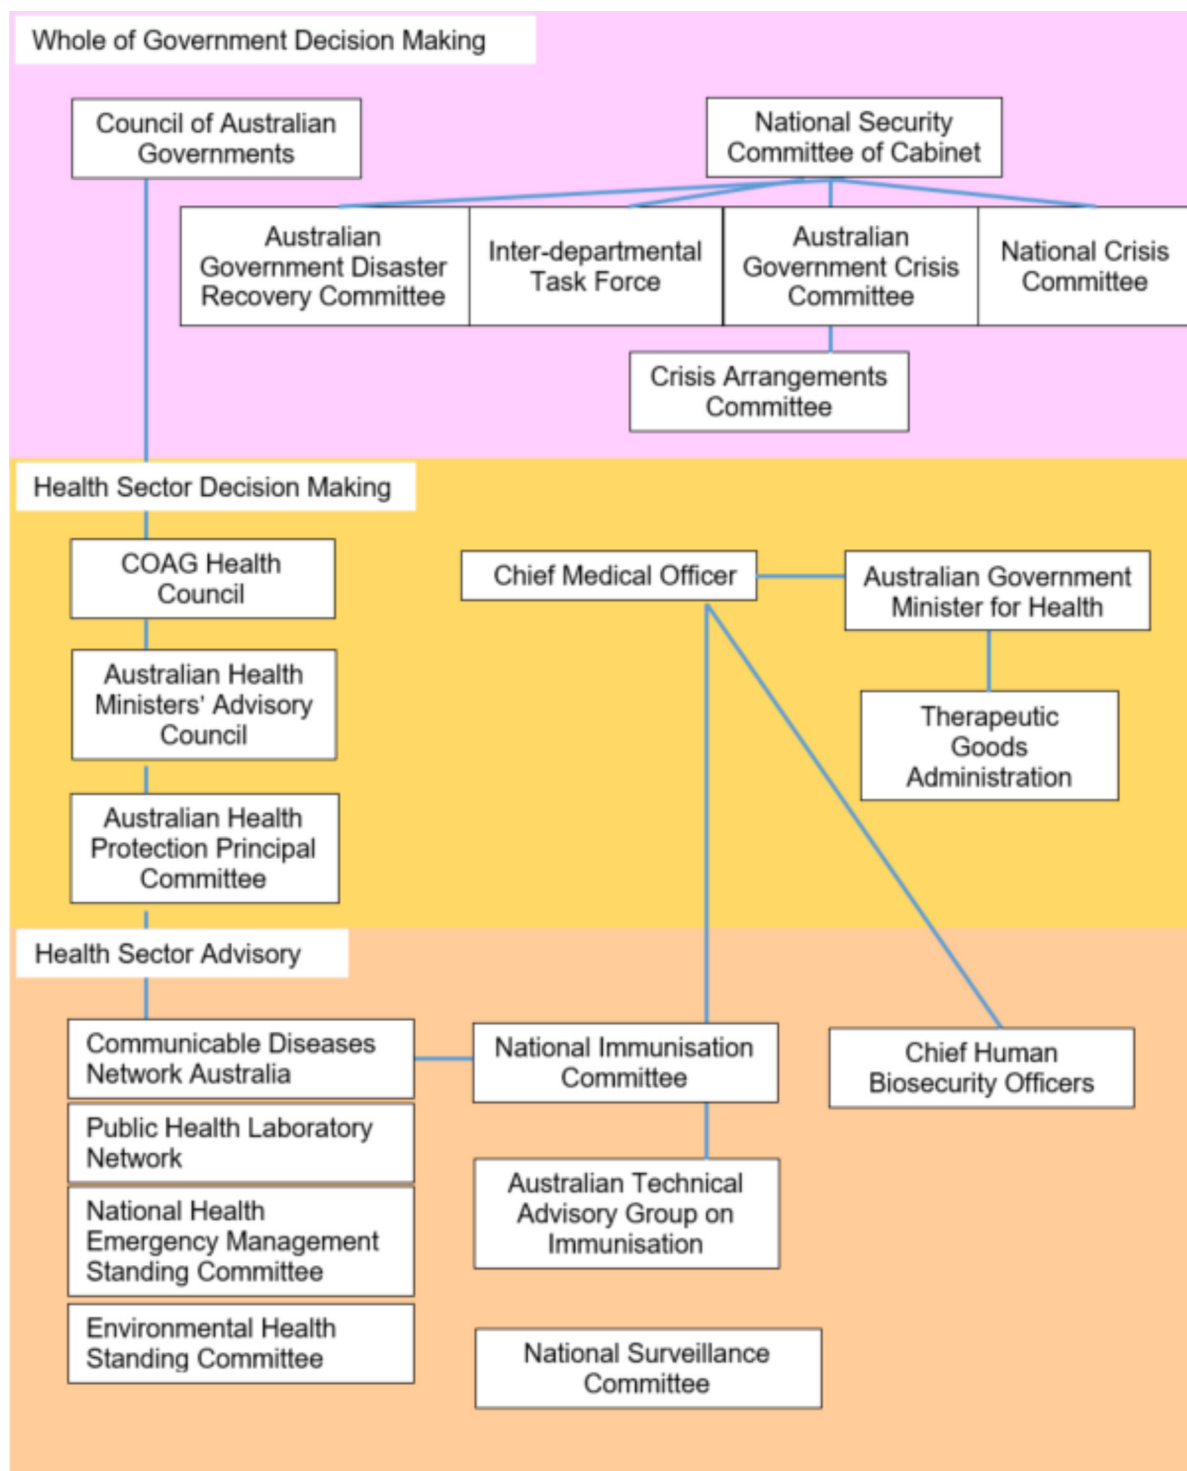 Whole of Government Decision Making
Council of Australian
Governments
National Security
Committee of Cabinet
Australian
Government Disaster
Recovery Committee
Inter-departmental
Task Force
Australian
Government Crisis
Committee
National Crisis
Committee
Crisis Arrangements
Committee
Health Sector Decision Making
COAG Health
Council
Chief Medical Officer
Australian Government
Minister for Health
Australian Health
Ministers' Advisory
Council
Therapeutic
Goods
Administration
Australian Health
Protection Principal
Committee
Health Sector Advisory
Communicable Diseases
Network Australia
National Immunisation
Committee
Chief Human
Biosecurity Officers
Public Health Laboratory
Network
Australian Technical
Advisory Group on
Immunisation
National Health
Emergency Management
Standing Committee
Environmental Health
Standing Committee
National Surveillance
Committee